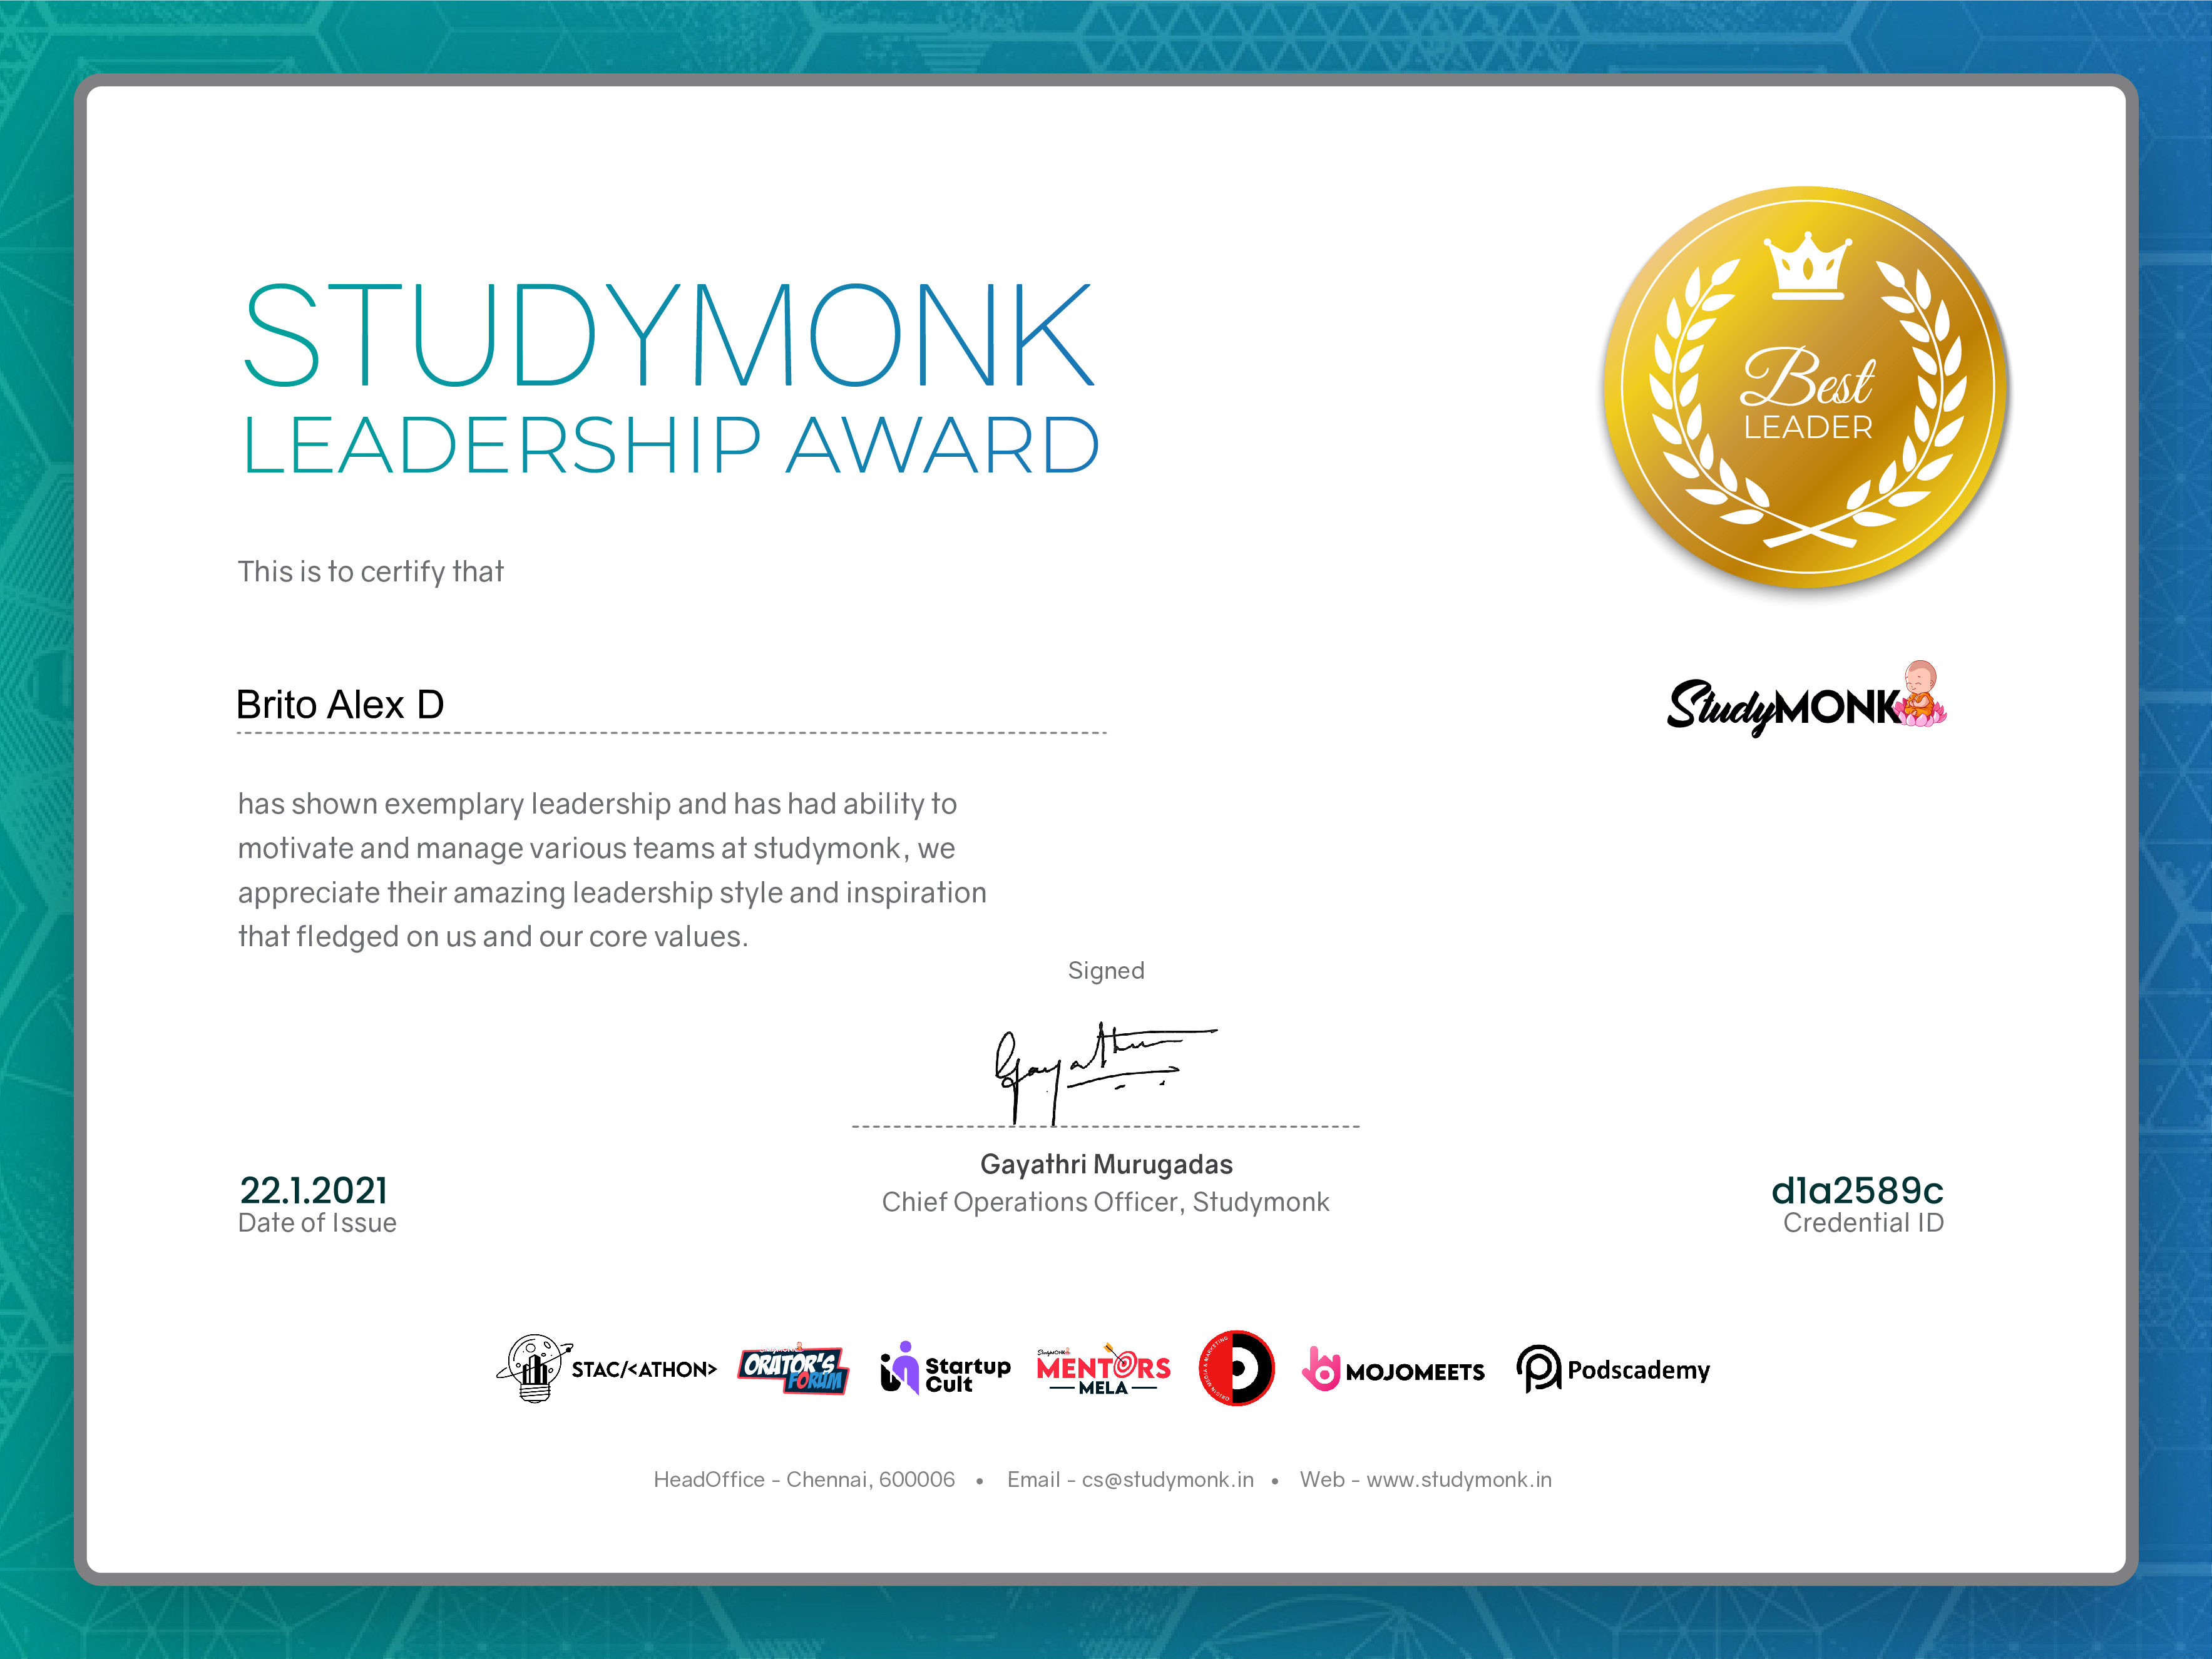 STUDYMONK
LEADERSHIP AWARD
Best
LEADER
This is to certify that
Brito Alex D
StudyMONK
has shown exemplary leadership and has had ability to
motivate and manage various teams at studymonk, we
appreciate their amazing leadership style and inspiration
that fledged on us and our core values.
Signed
Gayathri Murugadas
Chief Operations Officer, Studymonk
22.1.2021
Date of Issue
d1a2589c
Credential ID
STAC/<ATHON>
ORATOR'S
FORUM
Startup
Cult
StudyMONK
MENTORS
MELA
ORIGIN MEDIA & MARKETING
MOJOMEETS
Podscademy
HeadOffice - Chennai, 600006 • Email - cs@studymonk.in • Web - www.studymonk.in